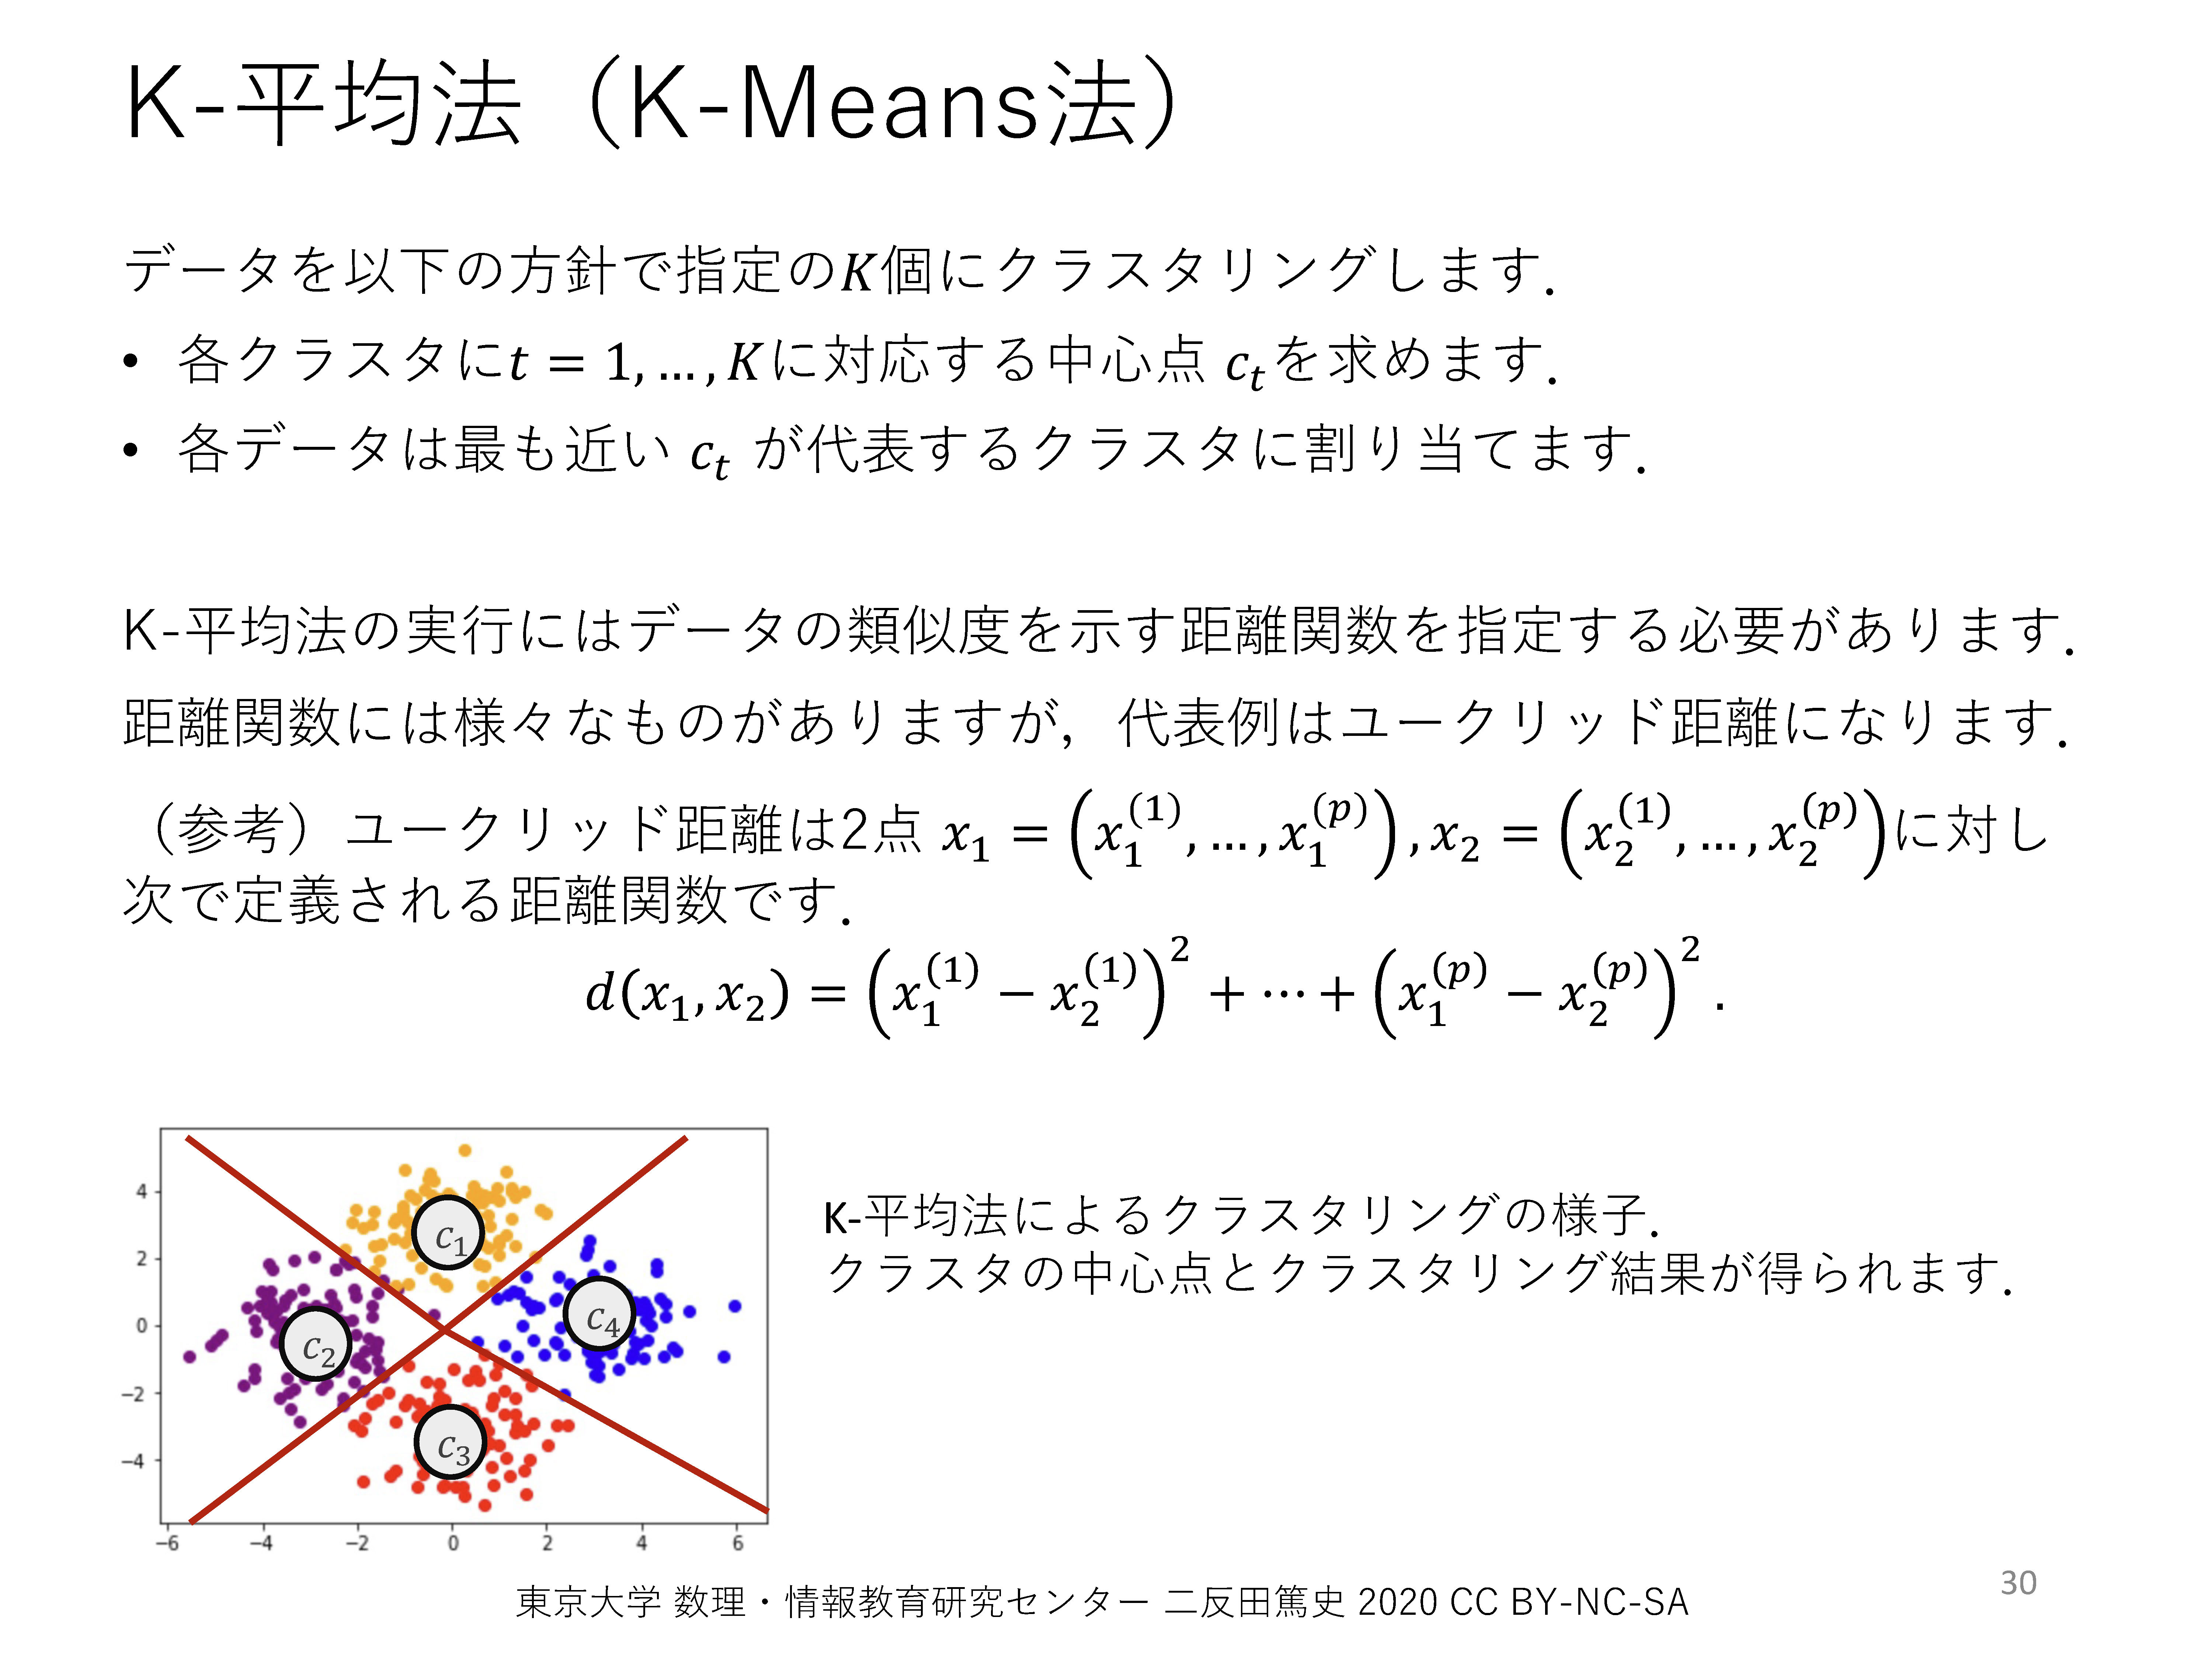 K-平均法（K-Means法）
データを以下の方針で指定のK個にクラスタリングします．
• 各クラスタにt = 1, … , Kに対応する中心点 c_tを求めます．
• 各データは最も近い c_t が代表するクラスタに割り当てます．
K-平均法の実行にはデータの類似度を示す距離関数を指定する必要があります．
距離関数には様々なものがありますが，代表例はユークリッド距離になります．
（参考）ユークリッド距離は2点 x_1 = (x_1^{(1)}, … , x_1^{(p)}), x_2 = (x_2^{(1)}, … , x_2^{(p)})に対し
次で定義される距離関数です．
d(x_1, x_2) = (x_1^{(1)} − x_2^{(1)})^2 + ⋯ + (x_1^{(p)} − x_2^{(p)})^2 .
4
2
0
−2
−4
−6 −4 −2 0 2 4 6
c_1
c_2
c_3
c_4
K-平均法によるクラスタリングの様子．
クラスタの中心点とクラスタリング結果が得られます．
東京大学 数理・情報教育研究センター 二反田篤史 2020 CC BY-NC-SA
30